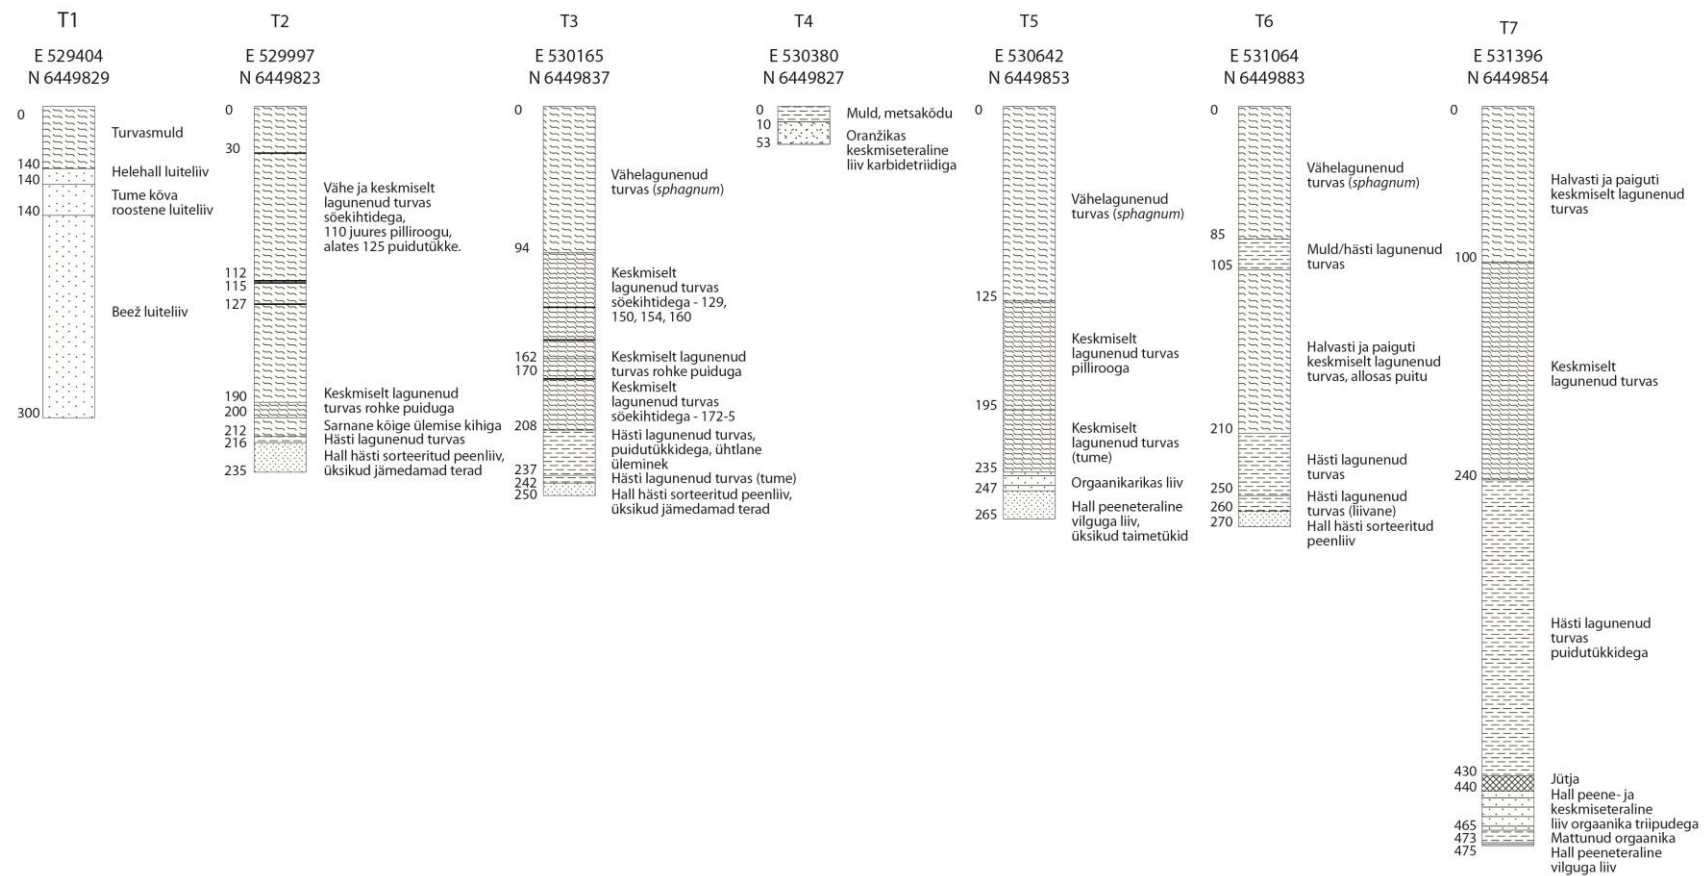 T1
E 529404
N 6449829
0
Turvasmuld
140
Helehall luiteliiv
140
Tume kõva
roostene luiteliiv
140
Beež luiteliiv
300
T2
E 529997
N 6449823
0
30
Vähe ja keskmiselt
lagunenud turvas
söekihtidega,
110 juures pilliroogu,
alates 125 puidutükke.
112
115
127
190
Keskmiselt lagunenud
turvas rohke puiduga
200
Sarnane kõige ülemise kihiga
212
Hästi lagunenud turvas
216
Hall hästi sorteeritud peenliiv,
üksikud jämedamad terad
235
T3
E 530165
N 6449837
0
Vähelagunenud
turvas (sphagnum)
94
Keskmiselt
lagunenud turvas
söekihtidega - 129,
150, 154, 160
162
Keskmiselt lagunenud
turvas rohke puiduga
170
Keskmiselt
lagunenud turvas
söekihtidega - 172-5
208
Hästi lagunenud turvas,
puidutükkidega, ühtlane
üleminek
237
Hästi lagunenud turvas (tume)
242
Hall hästi sorteeritud peenliiv,
üksikud jämedamad terad
250
T4
E 530380
N 6449827
0
Muld, metsakõdu
10
Oranžikas
keskmiseteraline
liiv karbidetriidiga
53
T5
E 530642
N 6449853
0
Vähelagunenud
turvas (sphagnum)
125
Keskmiselt
lagunenud turvas
pillirooga
195
Keskmiselt
lagunenud turvas
(tume)
235
Orgaanikarikas liiv
247
Hall peeneteraline
vilguga liiv,
üksikud taimetükid
265
T6
E 531064
N 6449883
0
Vähelagunenud
turvas (sphagnum)
85
Muld/hästi lagunenud
turvas
105
Halvasti ja paiguti
keskmiselt lagunenud
turvas, allosas puitu
210
Hästi lagunenud
turvas
250
Hästi lagunenud
turvas (liivane)
260
Hall hästi sorteeritud
peenliiv
270
T7
E 531396
N 6449854
0
Halvasti ja paiguti
keskmiselt lagunenud
turvas
100
Keskmiselt
lagunenud turvas
240
Hästi lagunenud
turvas
puidutükkidega
430
Jütja
440
Hall peene- ja
keskmiseteraline
liiv orgaanika triipudega
465
Mattunud orgaanika
473
Hall peeneteraline
vilguga liiv
475